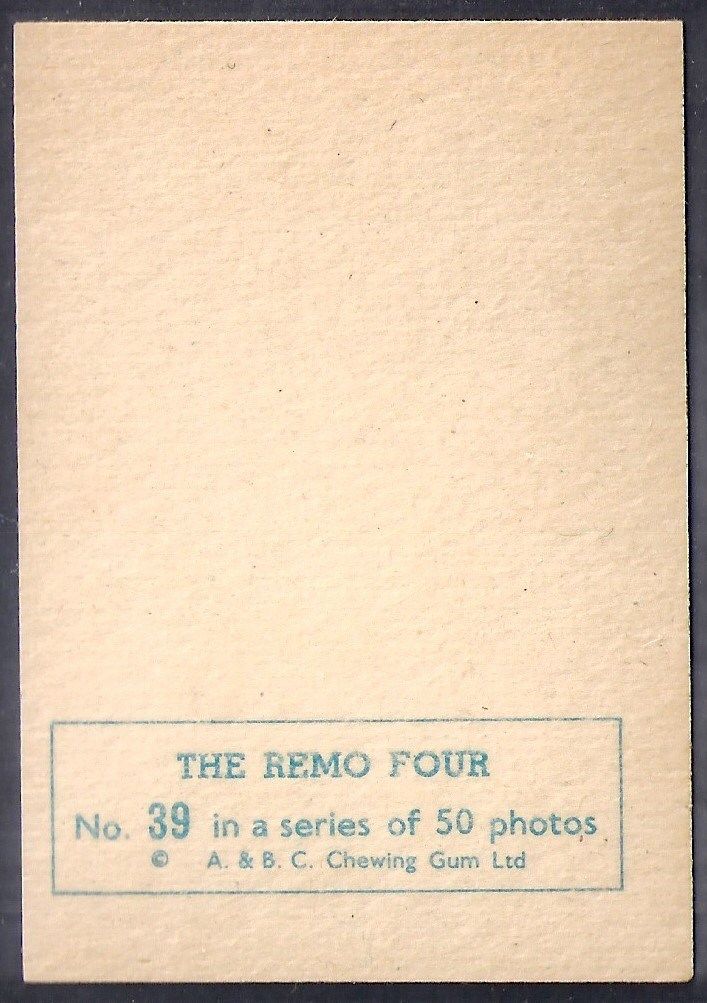 THE REMO FOUR
No. 39 in a series of 50 photos
© A. & B. C. Chewing Gum Ltd